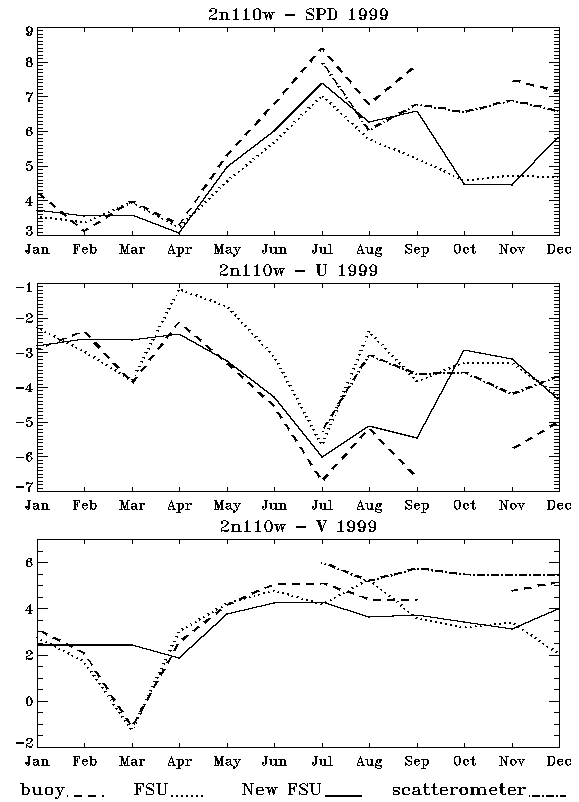 2n110w - SPD 1999
9
8
7
6
5
4
3
Jan Feb Mar Apr May Jun Jul Aug Sep Oct Nov Dec
2n110w - U 1999
-1
-2
-3
-4
-5
-6
-7
Jan Feb Mar Apr May Jun Jul Aug Sep Oct Nov Dec
2n110w - V 1999
6
4
2
0
-2
Jan Feb Mar Apr May Jun Jul Aug Sep Oct Nov Dec
buoy FSU New FSU scatterometer